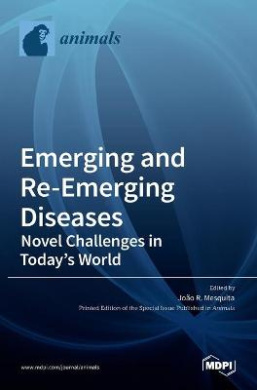 animals
Emerging and
Re-Emerging
Diseases
Novel Challenges in
Today's World
Edited by
João R. Mesquita
Printed Edition of the Special Issue Published in Animals
www.mdpi.com/journal/animals
MDPI